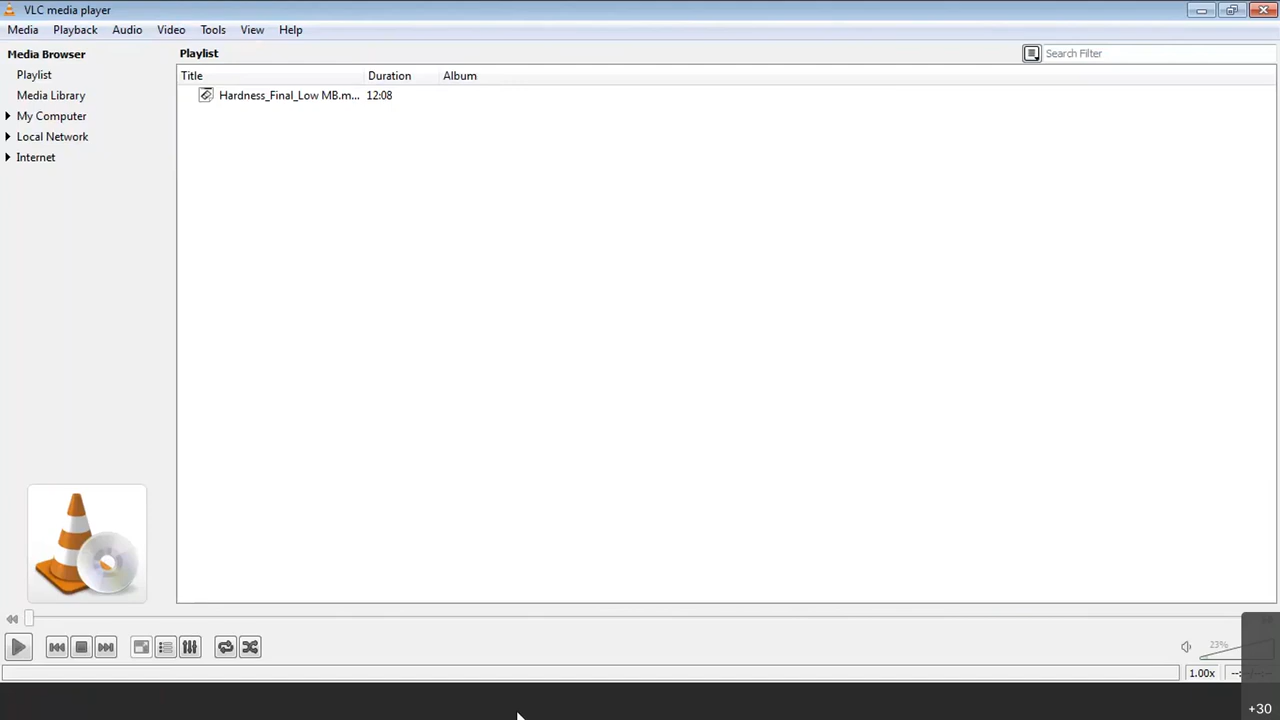 VLC media player
Media Playback Audio Video Tools View Help
Media Browser
Playlist
Media Library
My Computer
Local Network
Internet
Playlist
Search Filter
Title Duration Album
Hardness_Final_Low MB.m... 12:08
23%
1.00x --:--/--:--
+30